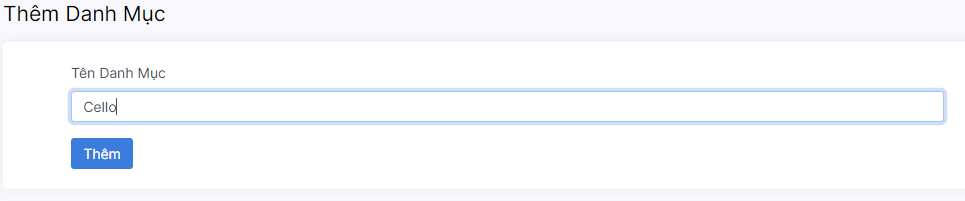 Thêm Danh Mục
Tên Danh Mục
Cello
Thêm